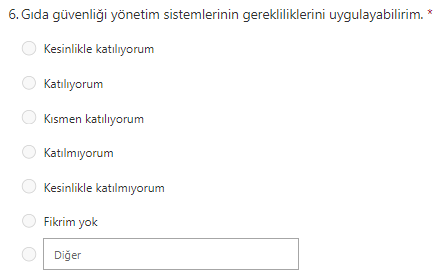 6. Gıda güvenliği yönetim sistemlerinin gerekliliklerini uygulayabilirim. *
Kesinlikle katılıyorum
Katılıyorum
Kısmen katılıyorum
Katılmıyorum
Kesinlikle katılmıyorum
Fikrim yok
Diğer